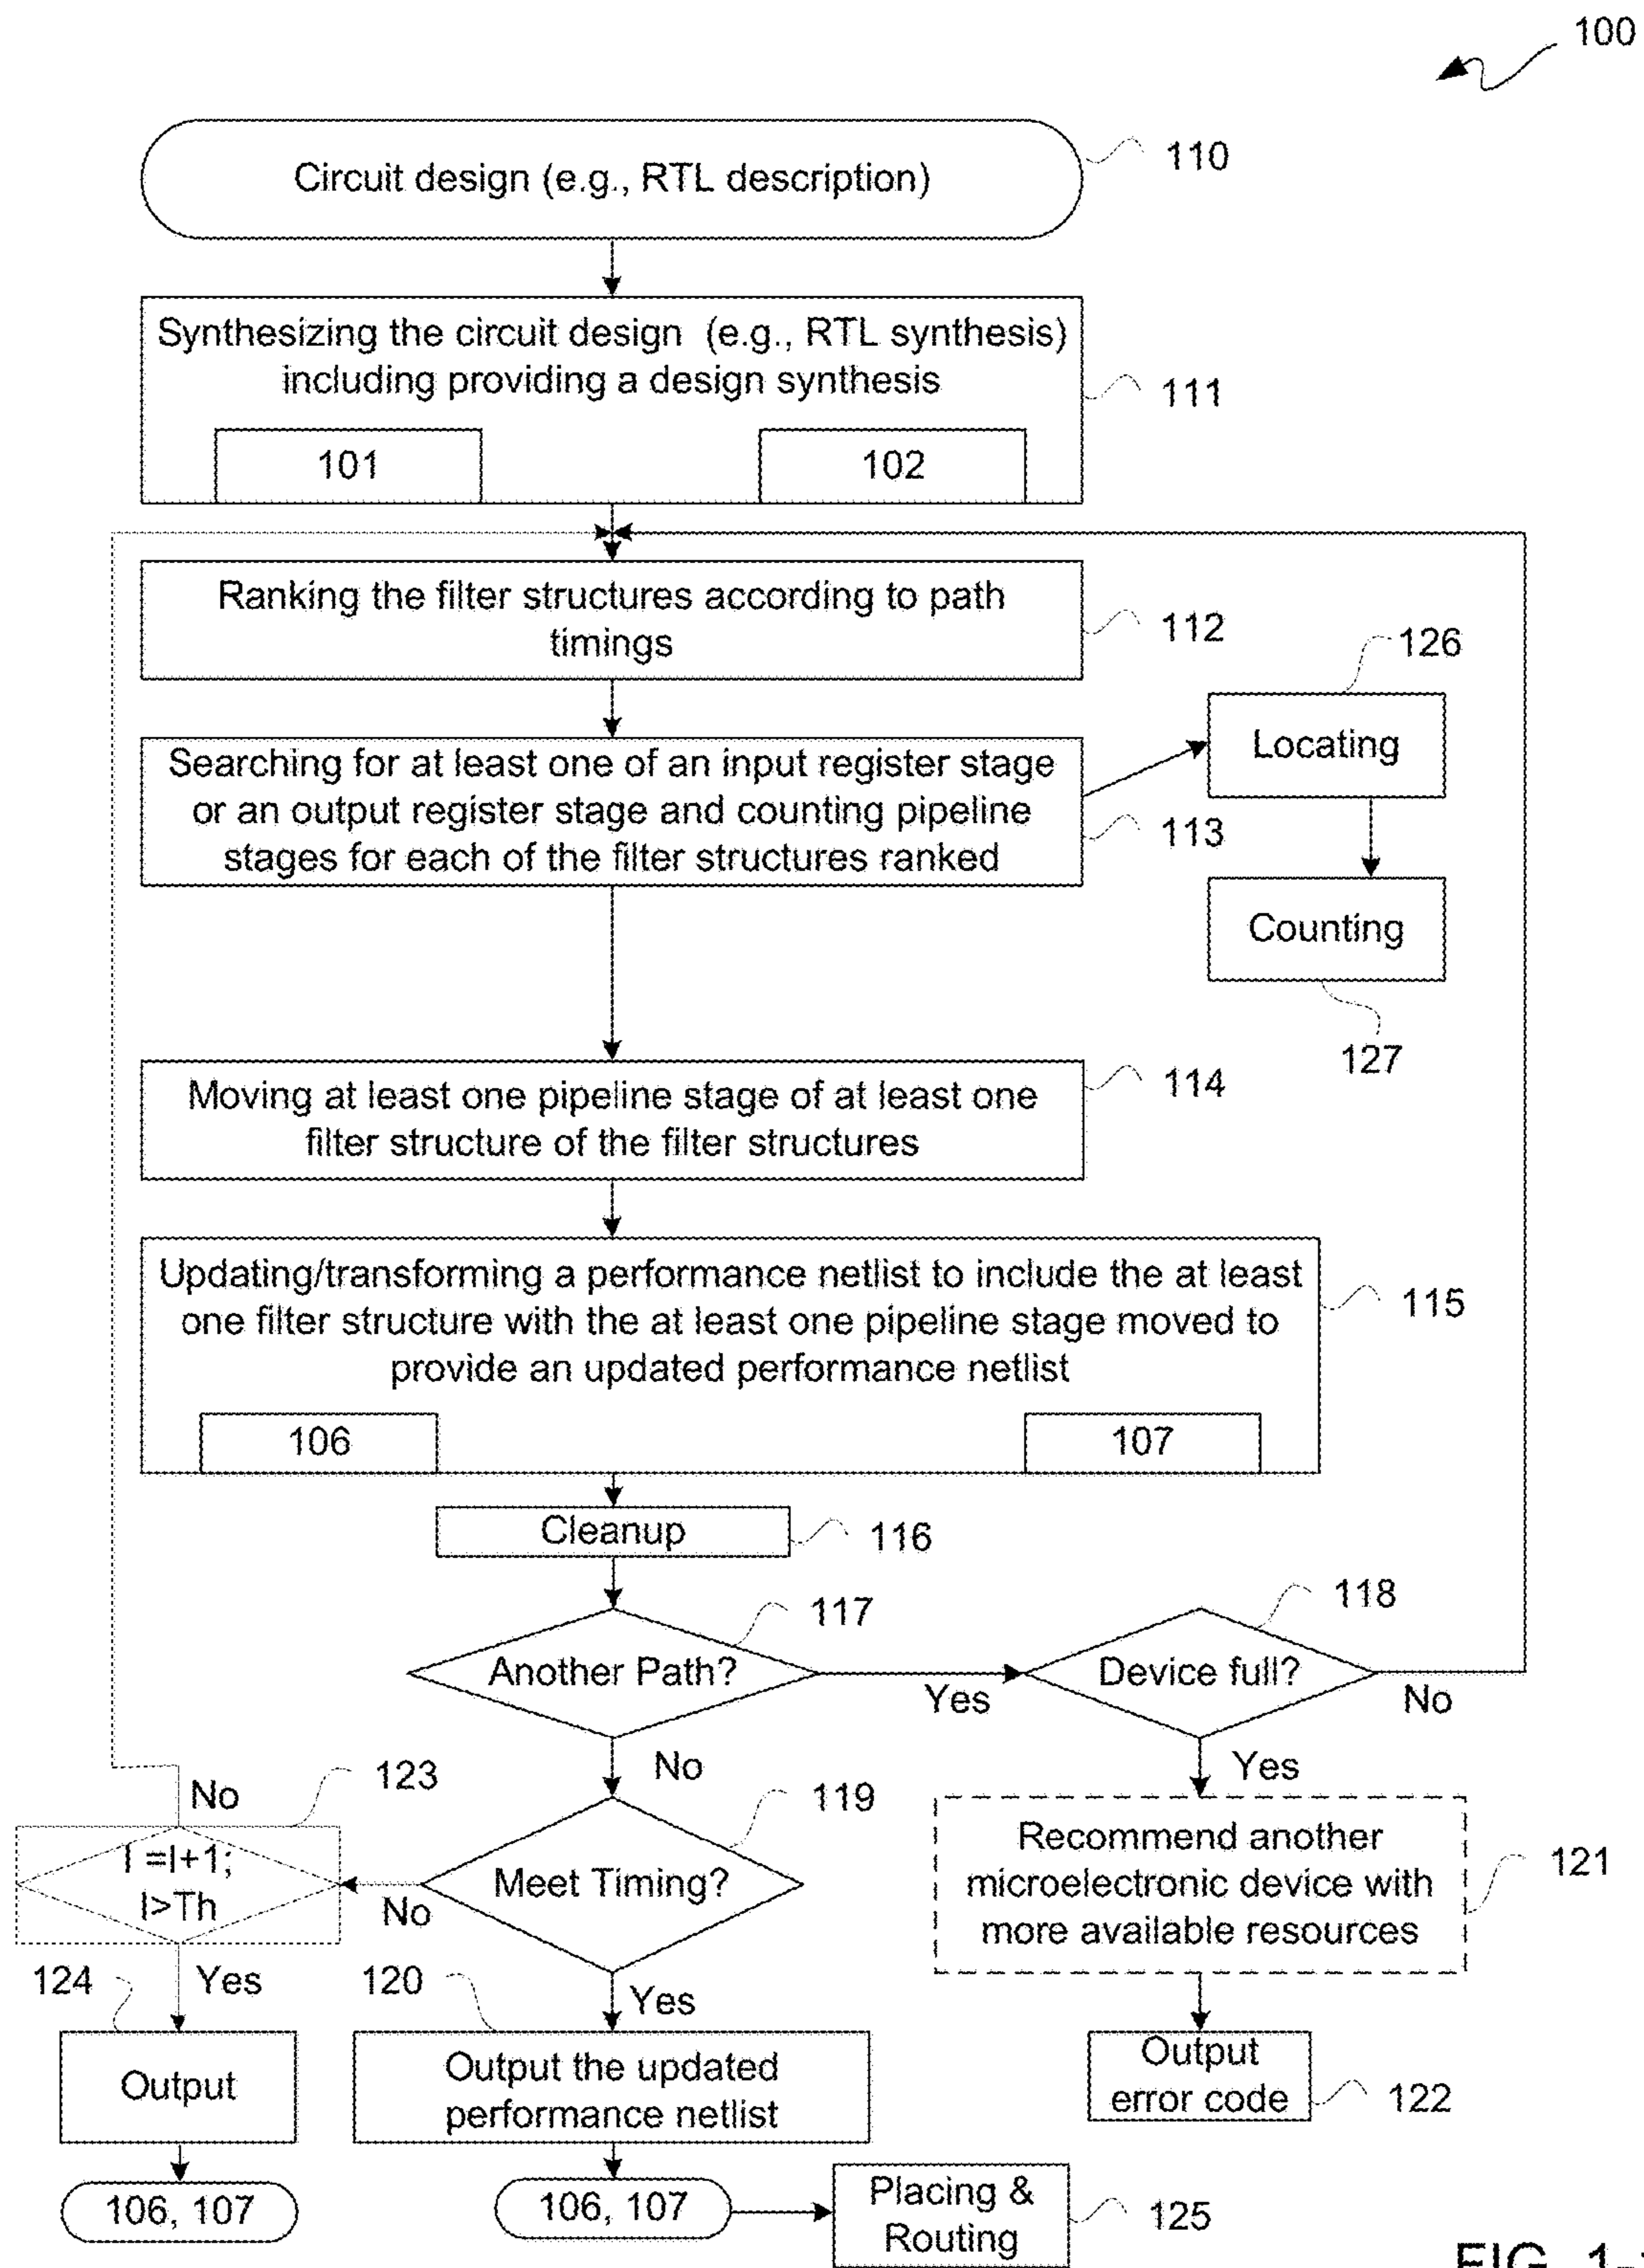 100
Circuit design (e.g., RTL description)
110
Synthesizing the circuit design (e.g., RTL synthesis)
including providing a design synthesis
111
101
102
Ranking the filter structures according to path
timings
112
126
Locating
Searching for at least one of an input register stage
or an output register stage and counting pipeline
stages for each of the filter structures ranked
113
Counting
127
Moving at least one pipeline stage of at least one
filter structure of the filter structures
114
Updating/transforming a performance netlist to include the at least
one filter structure with the at least one pipeline stage moved to
provide an updated performance netlist
115
106
107
Cleanup
116
117
118
Another Path?
Yes
Device full?
No
No
Yes
123
No
119
I =I+1;
I>Th
No
Meet Timing?
Recommend another
microelectronic device with
more available resources
121
124
Yes
120
Yes
Output
Output the updated
performance netlist
Output
error code
122
106, 107
106, 107
Placing &
Routing
125